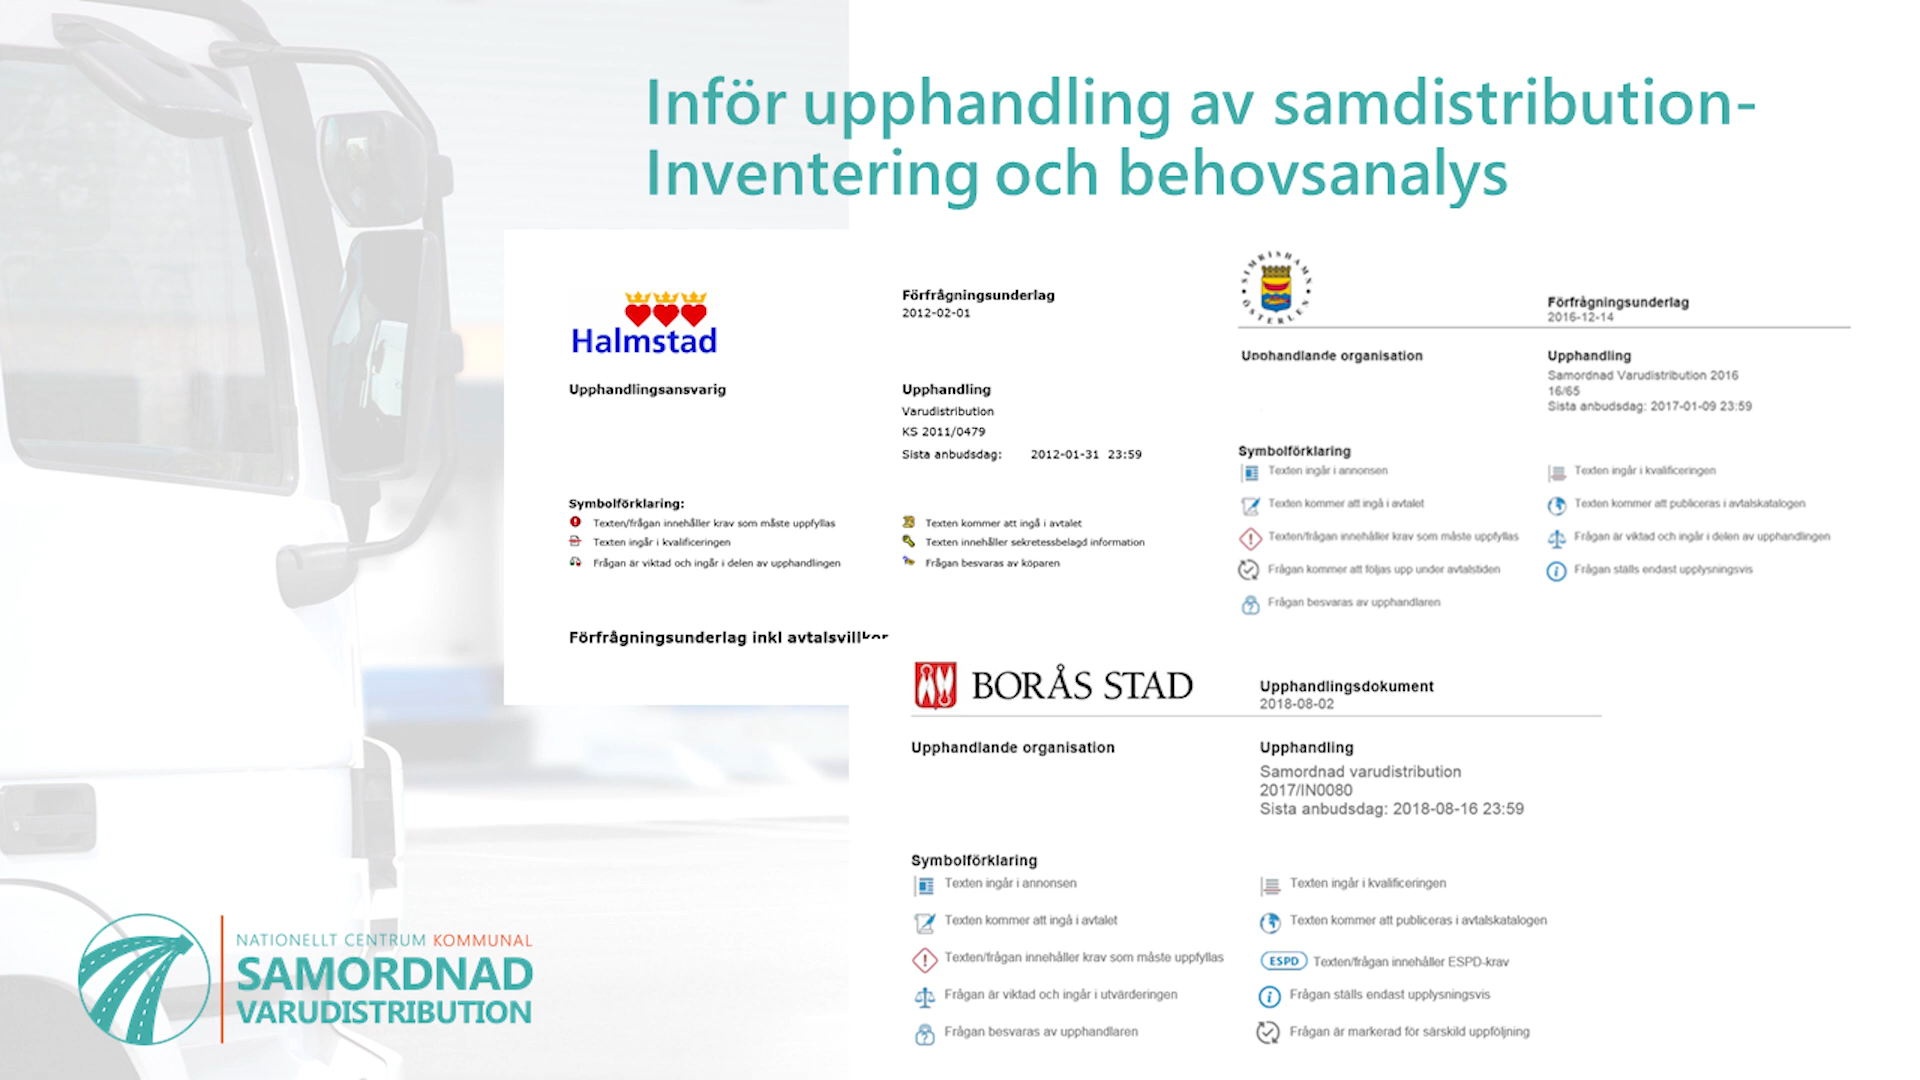 Inför upphandling av samdistribution-
Inventering och behovsanalys
Halmstad
Förfrågningsunderlag
2012-02-01
Upphandlingsansvarig
Upphandling
Varudistribution
KS 2011/0479
Sista anbudsdag: 2012-01-31 23:59
Symbolförklaring:
Texten/frågan innehåller krav som måste uppfyllas
Texten ingår i kvalificeringen
Frågan är viktad och ingår i delen av upphandlingen
Texten kommer att ingå i avtalet
Texten innehåller sekretessbelagd information
Frågan besvaras av köparen
Förfrågningsunderlag inkl avtalsvillkor
SIMRISHAMN
ÖSTERLEN
Förfrågningsunderlag
2016-12-14
Upphandlande organisation
Upphandling
Samordnad Varudistribution 2016
16/65
Sista anbudsdag: 2017-01-09 23:59
Symbolförklaring
Texten ingår i annonsen
Texten kommer att ingå i avtalet
Texten/frågan innehåller krav som måste uppfyllas
Frågan kommer att följas upp under avtalstiden
Frågan besvaras av upphandlaren
Texten ingår i kvalificeringen
Texten kommer att publiceras i avtalskatalogen
Frågan är viktad och ingår i delen av upphandlingen
Frågan ställs endast upplysningsvis
BORÅS STAD
Upphandlingsdokument
2018-08-02
Upphandlande organisation
Upphandling
Samordnad varudistribution
2017/IN0080
Sista anbudsdag: 2018-08-16 23:59
Symbolförklaring
Texten ingår i annonsen
Texten kommer att ingå i avtalet
Texten/frågan innehåller krav som måste uppfyllas
Frågan är viktad och ingår i utvärderingen
Frågan besvaras av upphandlaren
Texten ingår i kvalificeringen
Texten kommer att publiceras i avtalskatalogen
ESPD Texten/frågan innehåller ESPD-krav
Frågan ställs endast upplysningsvis
Frågan är markerad för särskild uppföljning
NATIONELLT CENTRUM KOMMUNAL
SAMORDNAD
VARUDISTRIBUTION